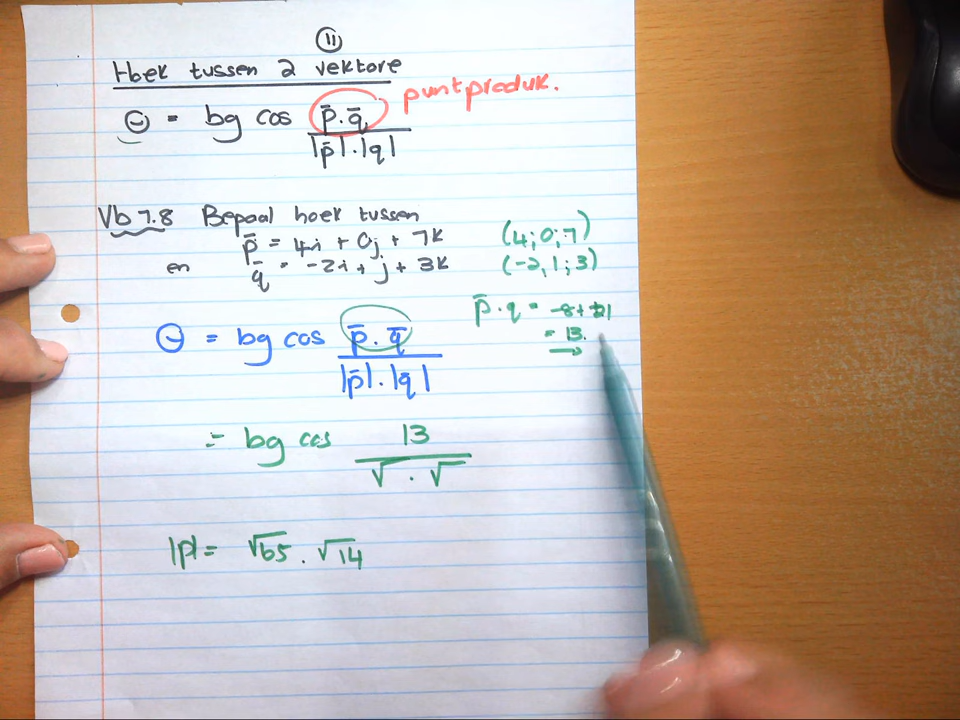 11
Hoek tussen 2 vektore
Θ = bg cos p̄.q̄ / |p̄|.|q| puntproduk.
Vb 7.8 Bepaal hoek tussen
p̄ = 4i + 0j + 7k (4;0;7)
en q̄ = -2i + j + 3k (-2,1;3)
p̄.q = -8 + 21
= 13.
Θ = bg cos p̄.q̄ / |p̄|.|q|
= bg cos 13 / √ . √
|p| = √65 . √14